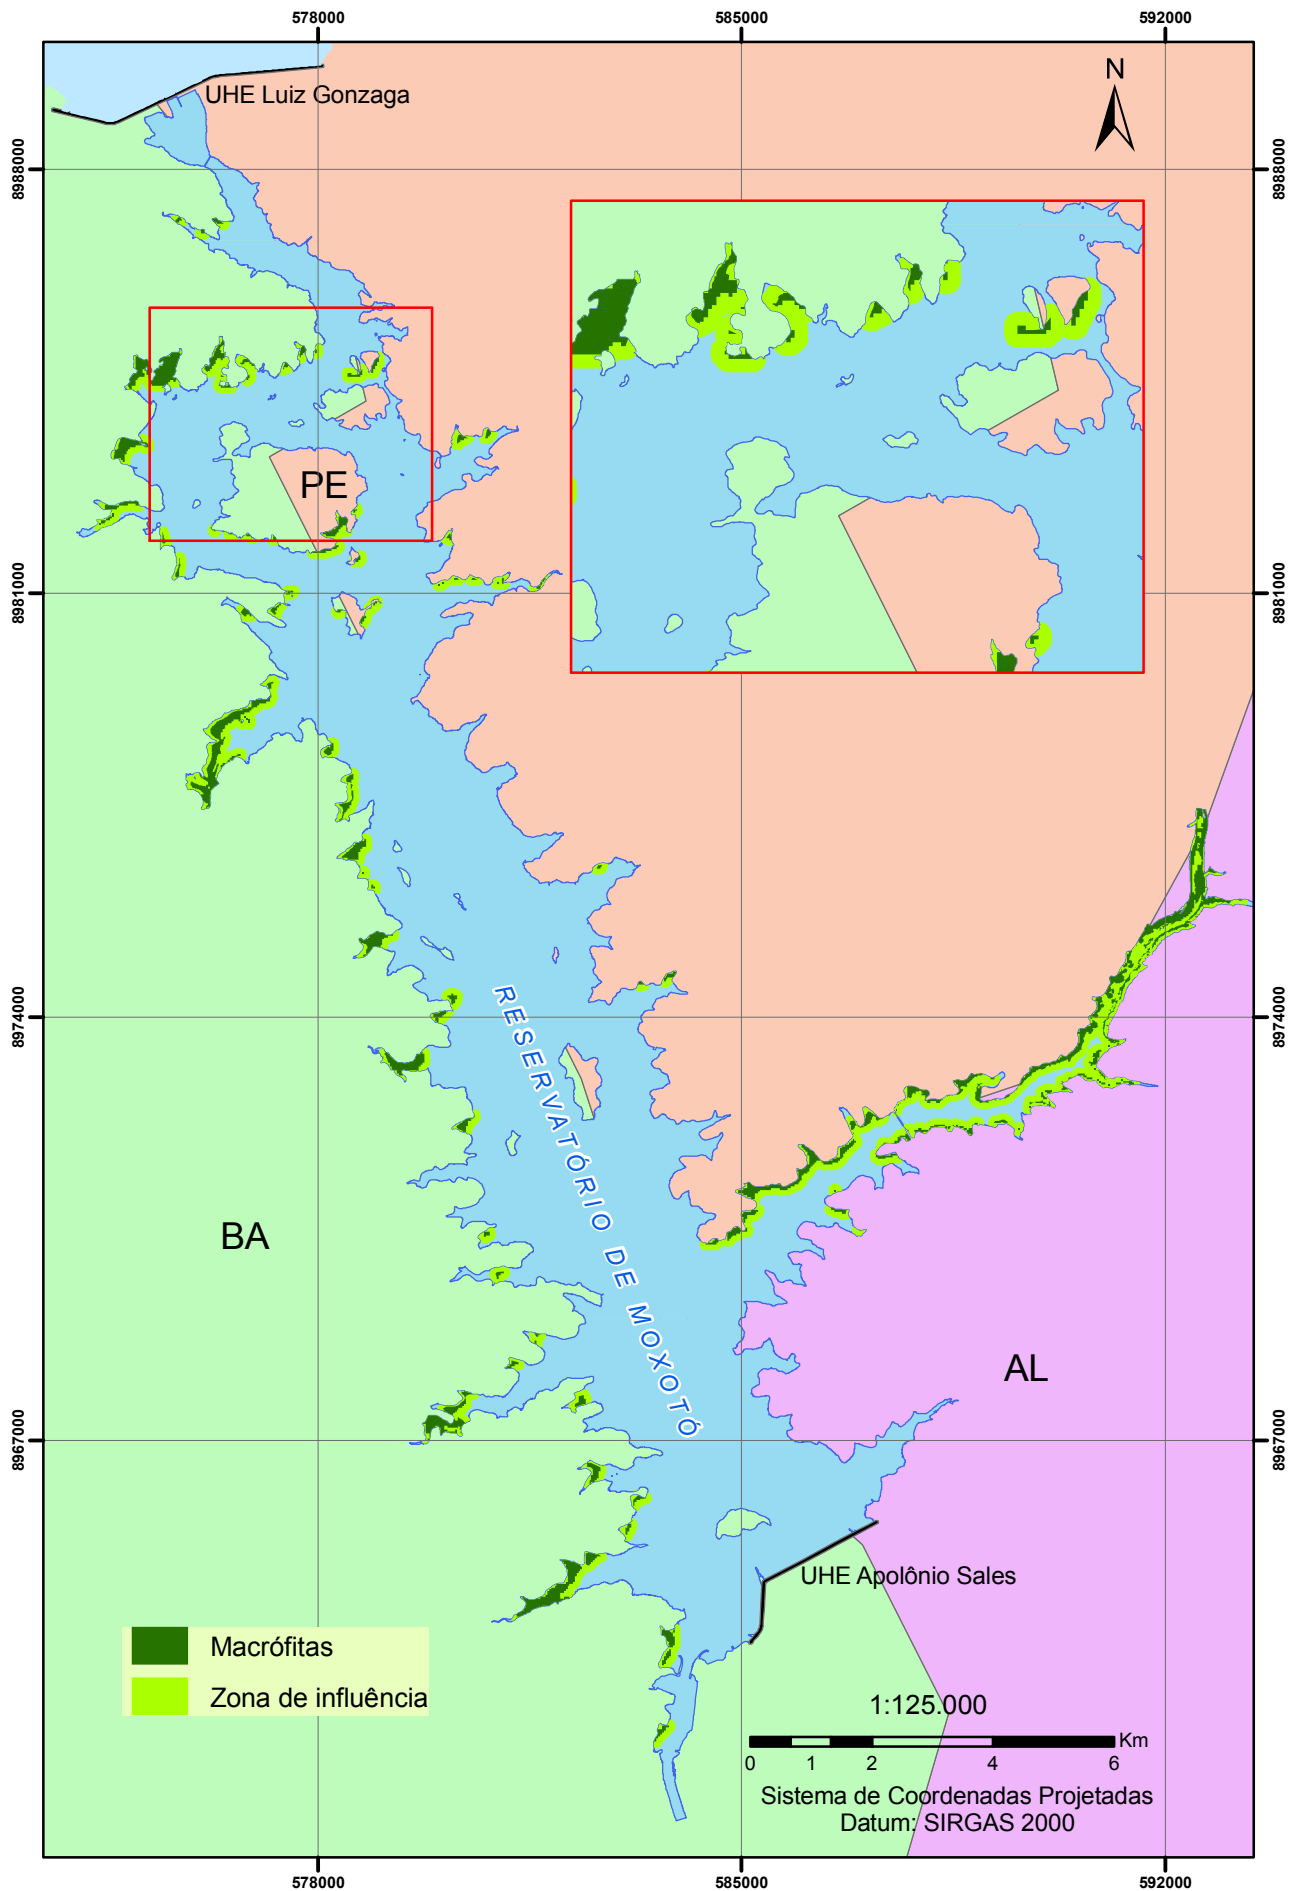 578000
585000
592000
UHE Luiz Gonzaga
N
8988000
8988000
PE
8981000
8981000
8974000
8974000
RESERVATÓRIO DE MOXOTÓ
BA
AL
8967000
8967000
UHE Apolônio Sales
Macrófitas
Zona de influência
1:125.000
Km
0 1 2 4 6
Sistema de Coordenadas Projetadas
Datum: SIRGAS 2000
578000
585000
592000